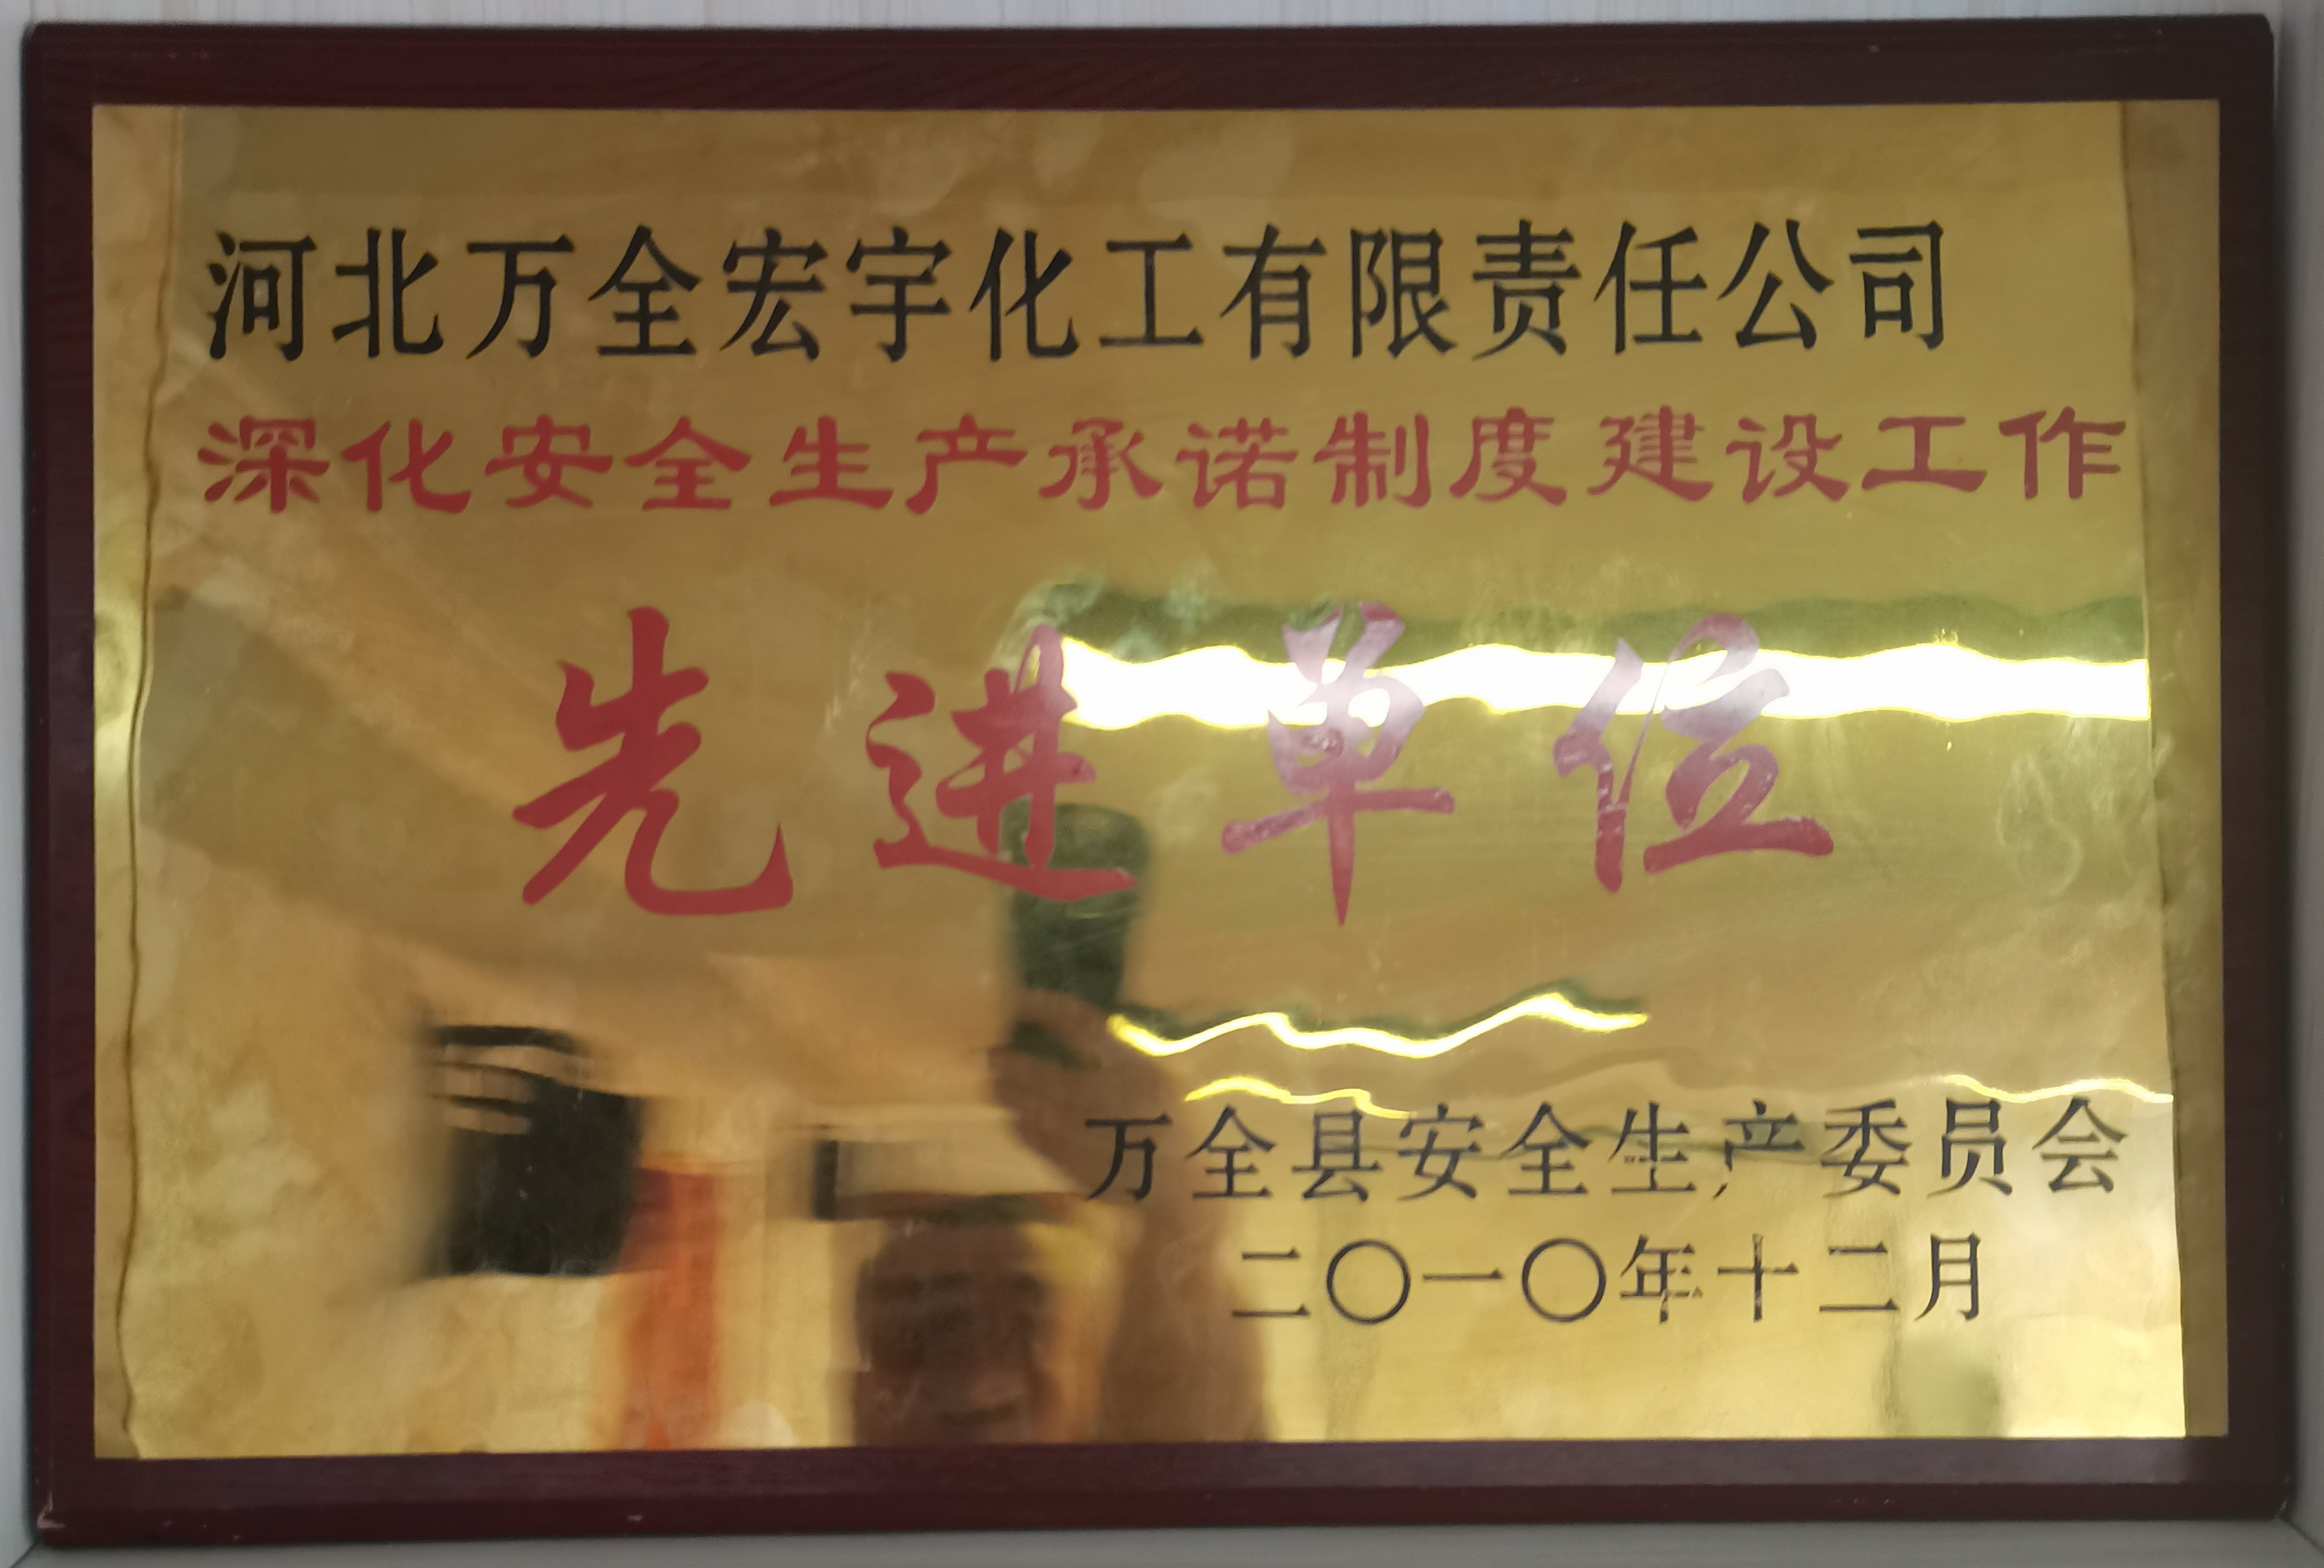 河北万全宏宇化工有限责任公司
深化安全生产承诺制度建设工作
先进单位
万全县安全生产委员会
二〇一〇年十二月